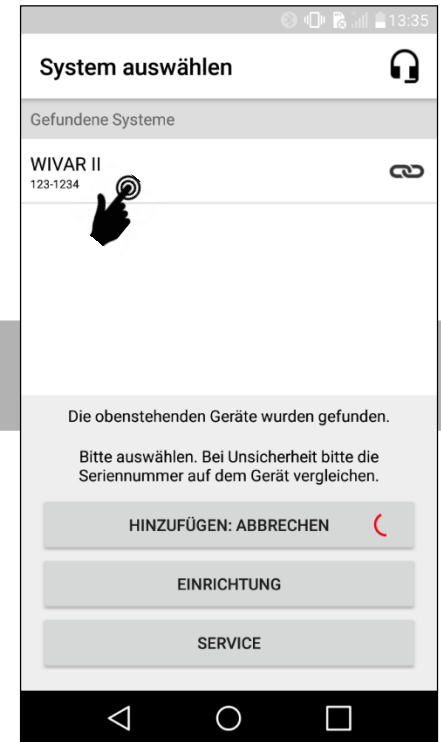 13:35
System auswählen
Gefundene Systeme
WIVAR II
123-1234
Die obenstehenden Geräte wurden gefunden.
Bitte auswählen. Bei Unsicherheit bitte die
Seriennummer auf dem Gerät vergleichen.
HINZUFÜGEN: ABBRECHEN
EINRICHTUNG
SERVICE